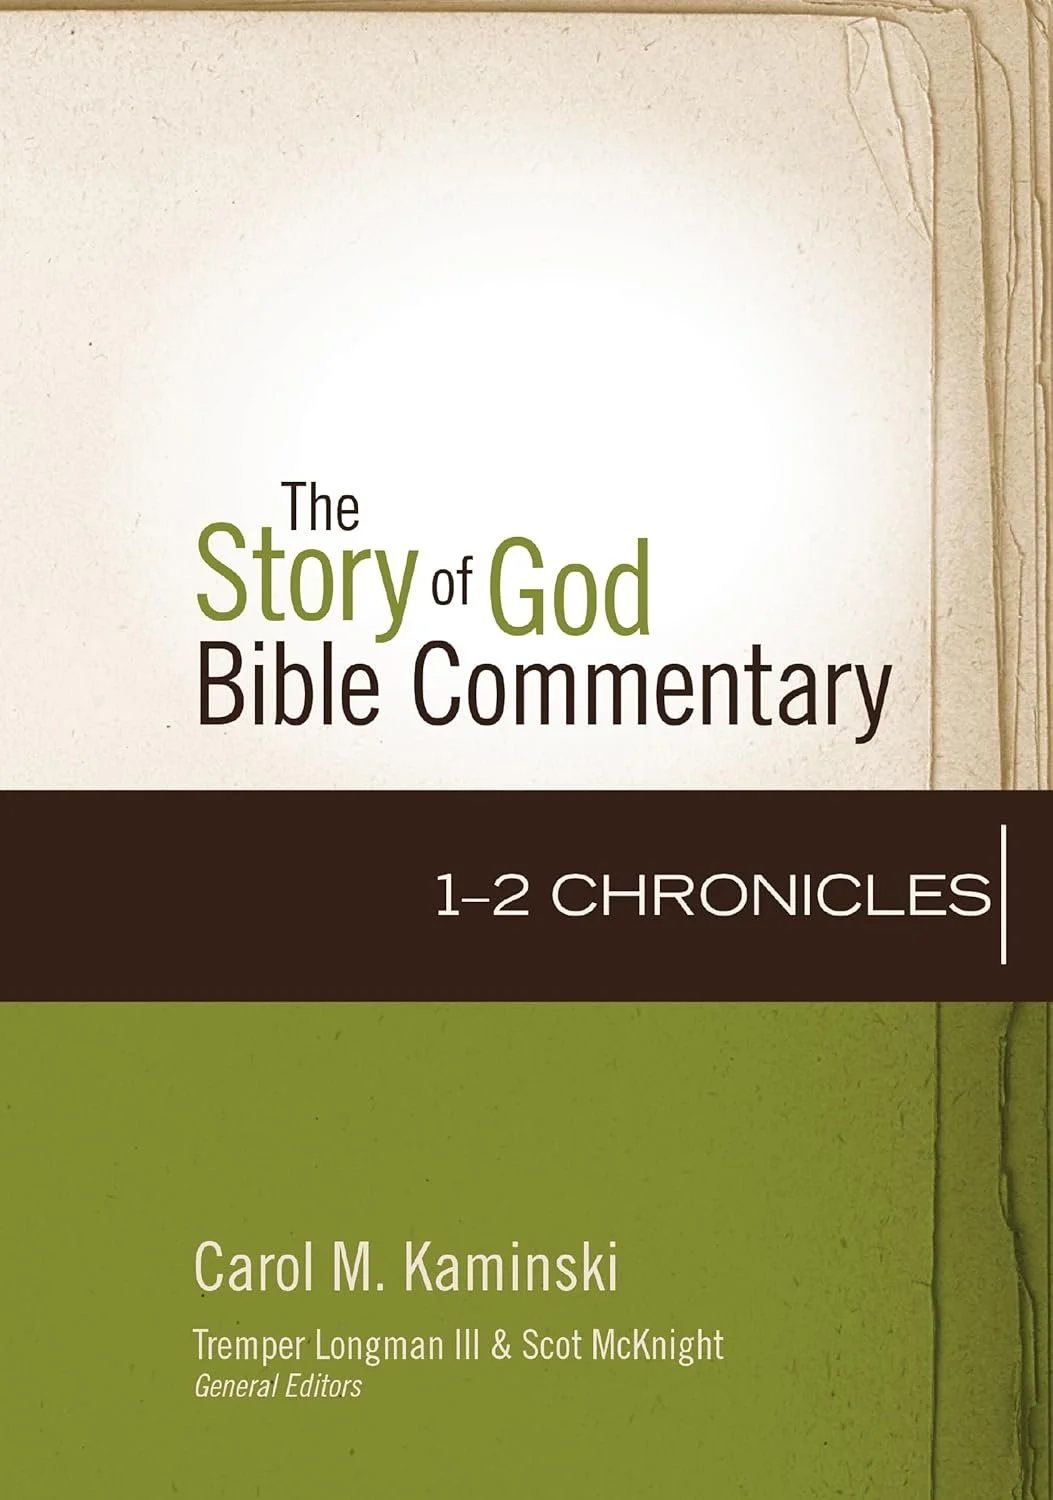 The
Story of God
Bible Commentary
1–2 CHRONICLES
Carol M. Kaminski
Tremper Longman III & Scot McKnight
General Editors